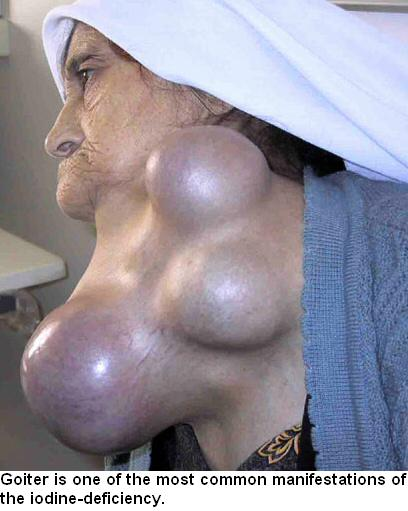 Goiter is one of the most common manifestations of
the iodine-deficiency.